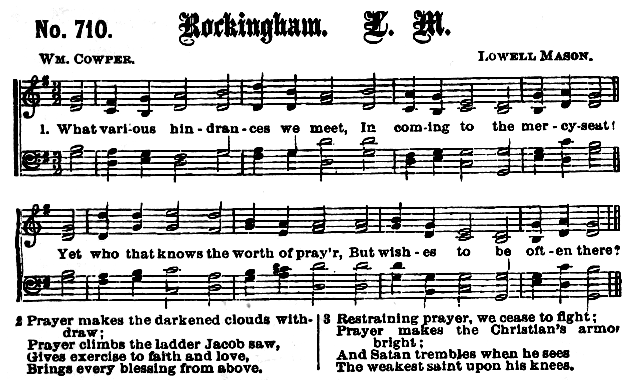 No. 710. Rockingham. L. M.
WM. COWPER. LOWELL MASON.
1. What vari-ous hin-dran-ces we meet, In com-ing to the mer-cy-seat!
Yet who that knows the worth of pray'r, But wish-es to be oft-en there?
2 Prayer makes the darkened clouds with-
draw;
Prayer climbs the ladder Jacob saw,
Gives exercise to faith and love,
Brings every blessing from above.
3 Restraining prayer, we cease to fight;
Prayer makes the Christian's armor
bright;
And Satan trembles when he sees
The weakest saint upon his knees.